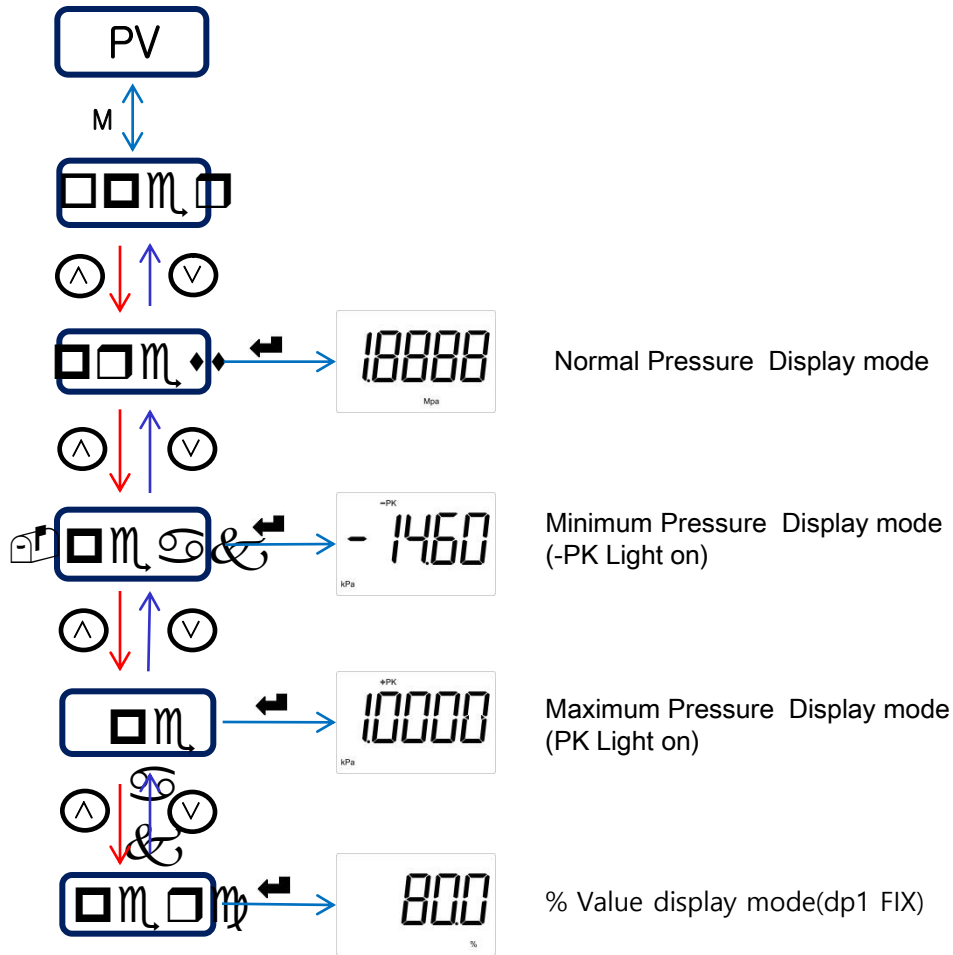 PV
M
1.8888
Mpa
Normal Pressure Display mode
-PK
-14.60
kPa
Minimum Pressure Display mode
(-PK Light on)
+PK
1.0000
kPa
Maximum Pressure Display mode
(PK Light on)
80.0
%
% Value display mode(dp1 FIX)